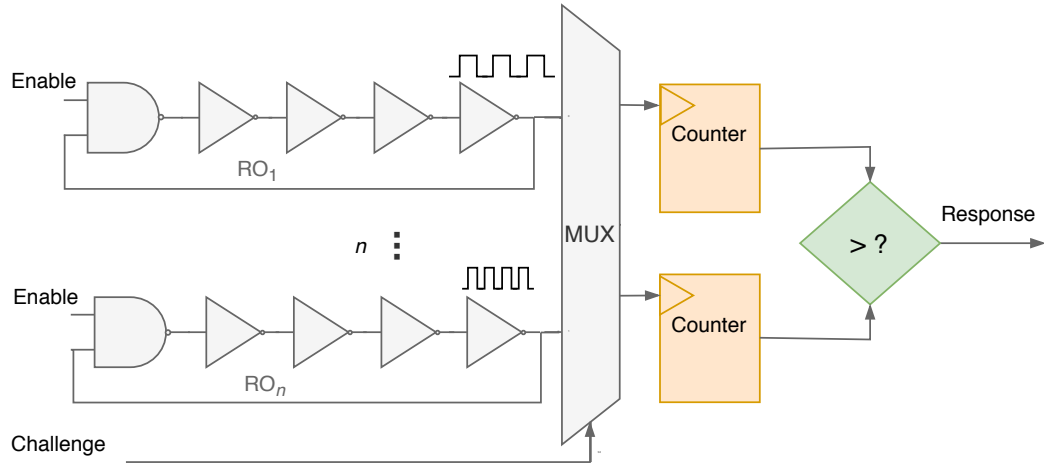 Enable
Counter
RO1
Response
MUX
n
> ?
Enable
Counter
ROn
Challenge